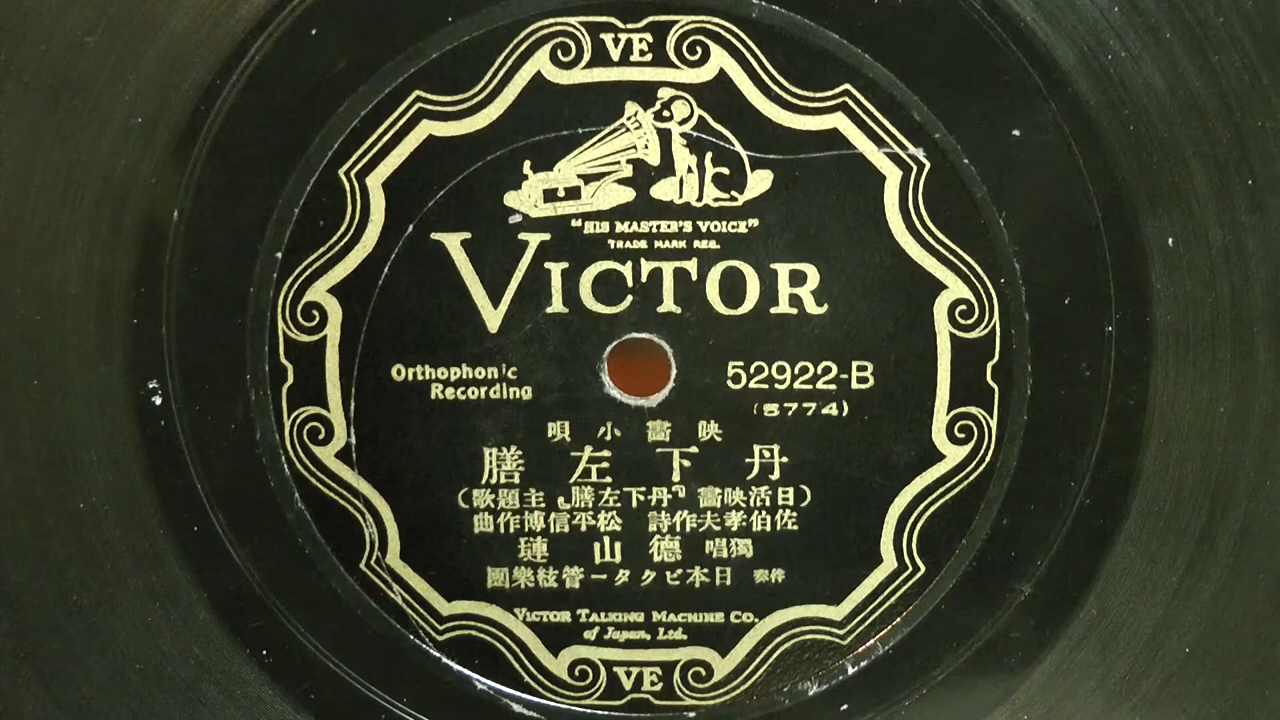 VE
"HIS MASTER'S VOICE"
TRADE MARK REG.
VICTOR
Orthophonic
Recording
52922-B
(5774)
映畫小唄
丹下左膳
(日活映畫『丹下左膳』主題歌)
佐伯孝夫作詩 松平信博作曲
獨唱 德山璉
伴奏 日本ビクター管絃樂團
VICTOR TALKING MACHINE CO.
of Japan, Ltd.
VE